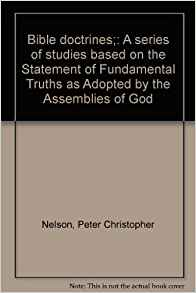 Bible doctrines;: A series
of studies based on the
Statement of Fundamental
Truths as Adopted by the
Assemblies of God
Nelson, Peter Christopher
Note: This is not the actual book cover